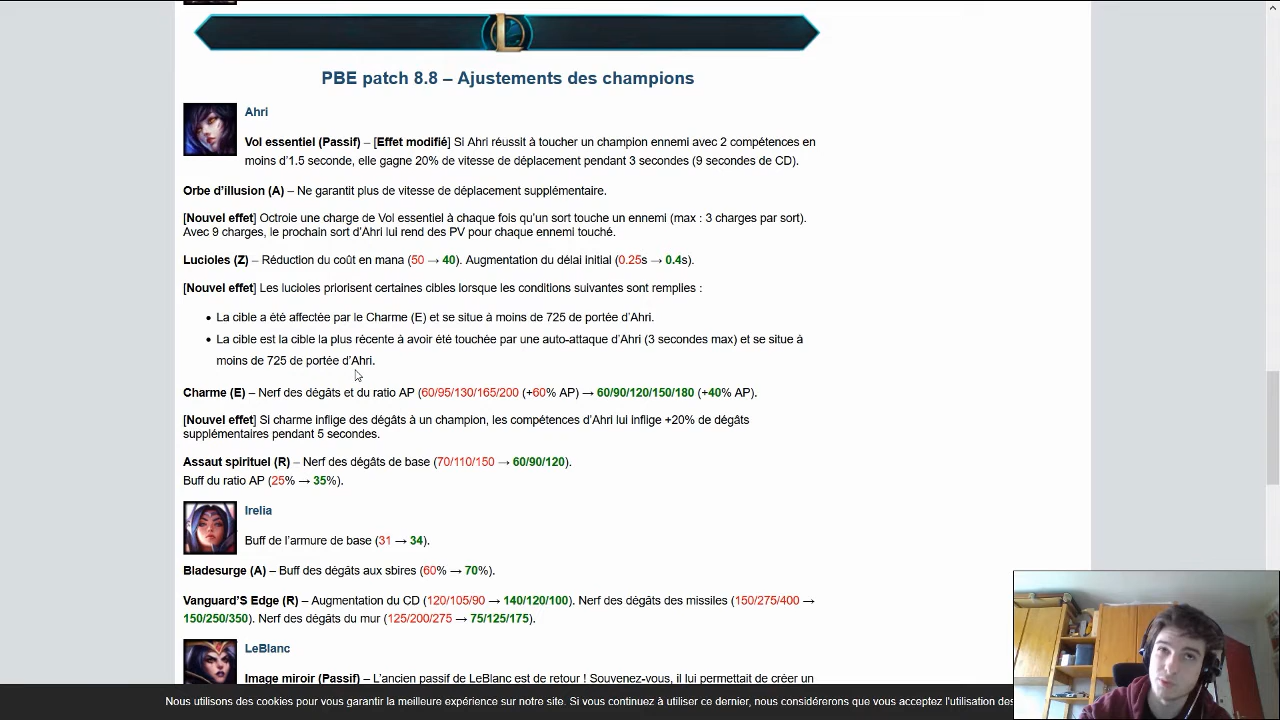 PBE patch 8.8 – Ajustements des champions
Ahri
Vol essentiel (Passif) – [Effet modifié] Si Ahri réussit à toucher un champion ennemi avec 2 compétences en
moins d'1.5 seconde, elle gagne 20% de vitesse de déplacement pendant 3 secondes (9 secondes de CD).
Orbe d'illusion (A) – Ne garantit plus de vitesse de déplacement supplémentaire.
[Nouvel effet] Octroie une charge de Vol essentiel à chaque fois qu'un sort touche un ennemi (max : 3 charges par sort).
Avec 9 charges, le prochain sort d'Ahri lui rend des PV pour chaque ennemi touché.
Lucioles (Z) – Réduction du coût en mana (50 → 40). Augmentation du délai initial (0.25s → 0.4s).
[Nouvel effet] Les lucioles priorisent certaines cibles lorsque les conditions suivantes sont remplies :
• La cible a été affectée par le Charme (E) et se situe à moins de 725 de portée d'Ahri.
• La cible est la cible la plus récente à avoir été touchée par une auto-attaque d'Ahri (3 secondes max) et se situe à
moins de 725 de portée d'Ahri.
Charme (E) – Nerf des dégâts et du ratio AP (60/95/130/165/200 (+60% AP) → 60/90/120/150/180 (+40% AP).
[Nouvel effet] Si charme inflige des dégâts à un champion, les compétences d'Ahri lui inflige +20% de dégâts
supplémentaires pendant 5 secondes.
Assaut spirituel (R) – Nerf des dégâts de base (70/110/150 → 60/90/120).
Buff du ratio AP (25% → 35%).
Irelia
Buff de l'armure de base (31 → 34).
Bladesurge (A) – Buff des dégâts aux sbires (60% → 70%).
Vanguard'S Edge (R) – Augmentation du CD (120/105/90 → 140/120/100). Nerf des dégâts des missiles (150/275/400 →
150/250/350). Nerf des dégâts du mur (125/200/275 → 75/125/175).
LeBlanc
Image miroir (Passif) – L'ancien passif de LeBlanc est de retour ! Souvenez-vous, il lui permettait de créer un
Nous utilisons des cookies pour vous garantir la meilleure expérience sur notre site. Si vous continuez à utiliser ce dernier, nous considérerons que vous acceptez l'utilisation des